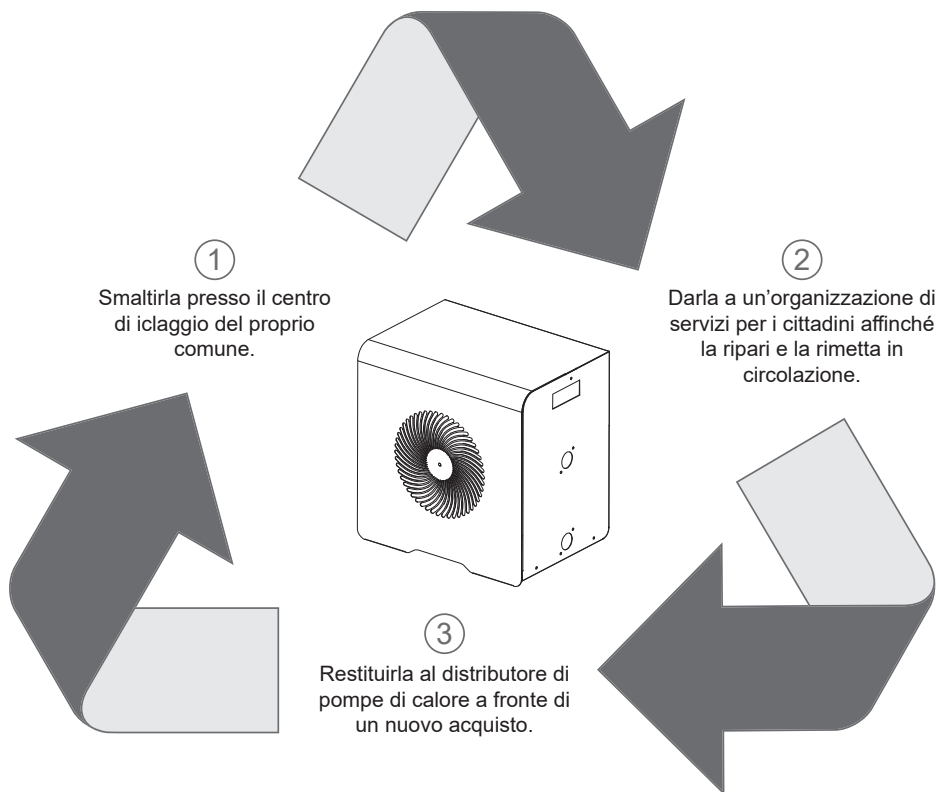 1
Smaltirla presso il centro
di iclaggio del proprio
comune.
2
Darla a un’organizzazione di
servizi per i cittadini affinché
la ripari e la rimetta in
circolazione.
3
Restituirla al distributore di
pompe di calore a fronte di
un nuovo acquisto.